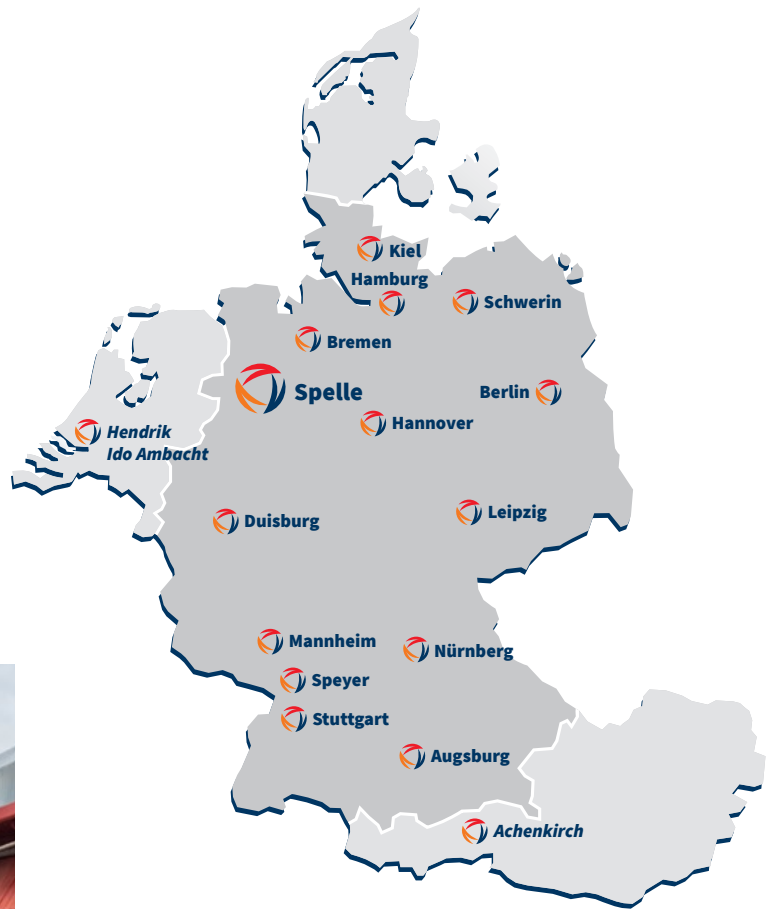 Kiel
Hamburg
Schwerin
Bremen
Spelle
Berlin
Hannover
Hendrik
Ido Ambacht
Leipzig
Duisburg
Mannheim
Nürnberg
Speyer
Stuttgart
Augsburg
Achenkirch